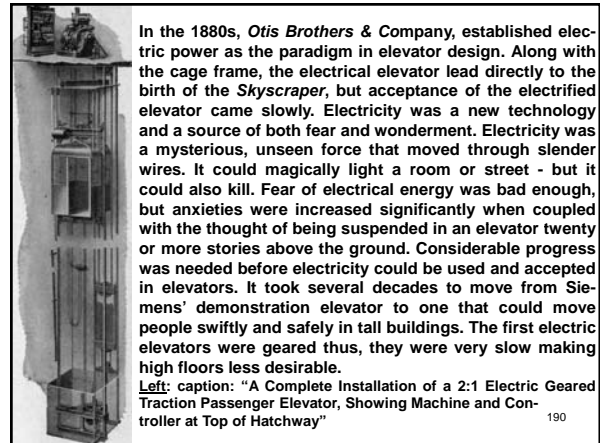 In the 1880s, Otis Brothers & Company, established elec-
tric power as the paradigm in elevator design. Along with
the cage frame, the electrical elevator lead directly to the
birth of the Skyscraper, but acceptance of the electrified
elevator came slowly. Electricity was a new technology
and a source of both fear and wonderment. Electricity was
a mysterious, unseen force that moved through slender
wires. It could magically light a room or street - but it
could also kill. Fear of electrical energy was bad enough,
but anxieties were increased significantly when coupled
with the thought of being suspended in an elevator twenty
or more stories above the ground. Considerable progress
was needed before electricity could be used and accepted
in elevators. It took several decades to move from Sie-
mens’ demonstration elevator to one that could move
people swiftly and safely in tall buildings. The first electric
elevators were geared thus, they were very slow making
high floors less desirable.
Left: caption: “A Complete Installation of a 2:1 Electric Geared
Traction Passenger Elevator, Showing Machine and Con-
troller at Top of Hatchway”
190